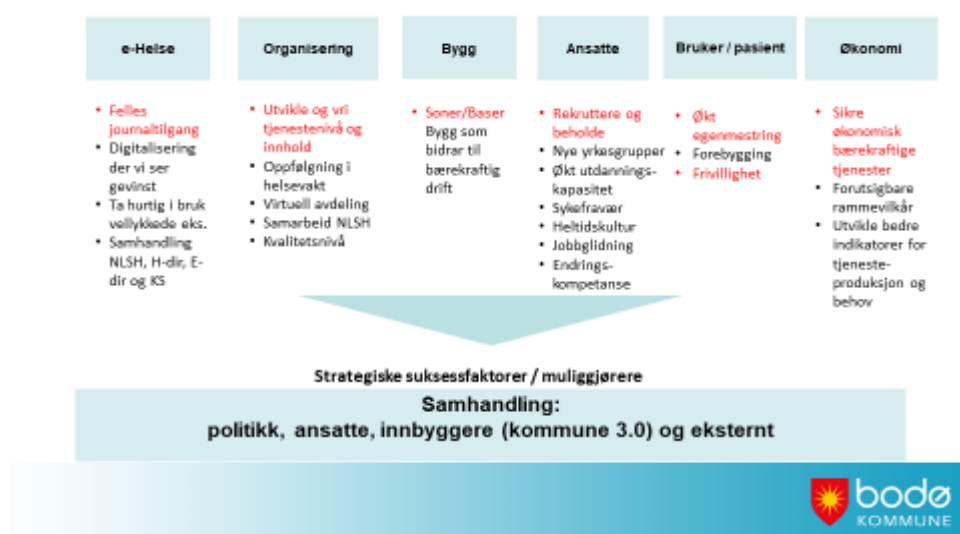 e-Helse
• Felles
journaltilgang
• Digitalisering
der vi ser
gevinst
• Ta hurtig i bruk
vellykkede eks.
• Samhandling
NLSH, H-dir, E-
dir og KS
Organisering
• Utvikle og vri
tjenestenivå og
innhold
• Oppfølgning i
helsevakt
• Virtuell avdeling
• Samarbeid NLSH
• Kvalitetsnivå
Bygg
• Soner/Baser
Bygg som
bidrar til
bærekraftig
drift
Ansatte
• Rekruttere og
beholde
• Nye yrkesgrupper
• Økt utdannings-
kapasitet
• Sykefravær
• Heltidskultur
• Jobbglidning
• Endrings-
kompetanse
Bruker / pasient
• Økt
egenmestring
• Forebygging
• Frivillighet
Økonomi
• Sikre
økonomisk
bærekraftige
tjenester
• Forutsigbare
rammevilkår
• Utvikle bedre
indikatorer for
tjeneste-
produksjon og
behov
Strategiske suksessfaktorer / muliggjørere
Samhandling:
politikk, ansatte, innbyggere (kommune 3.0) og eksternt
bodø
KOMMUNE